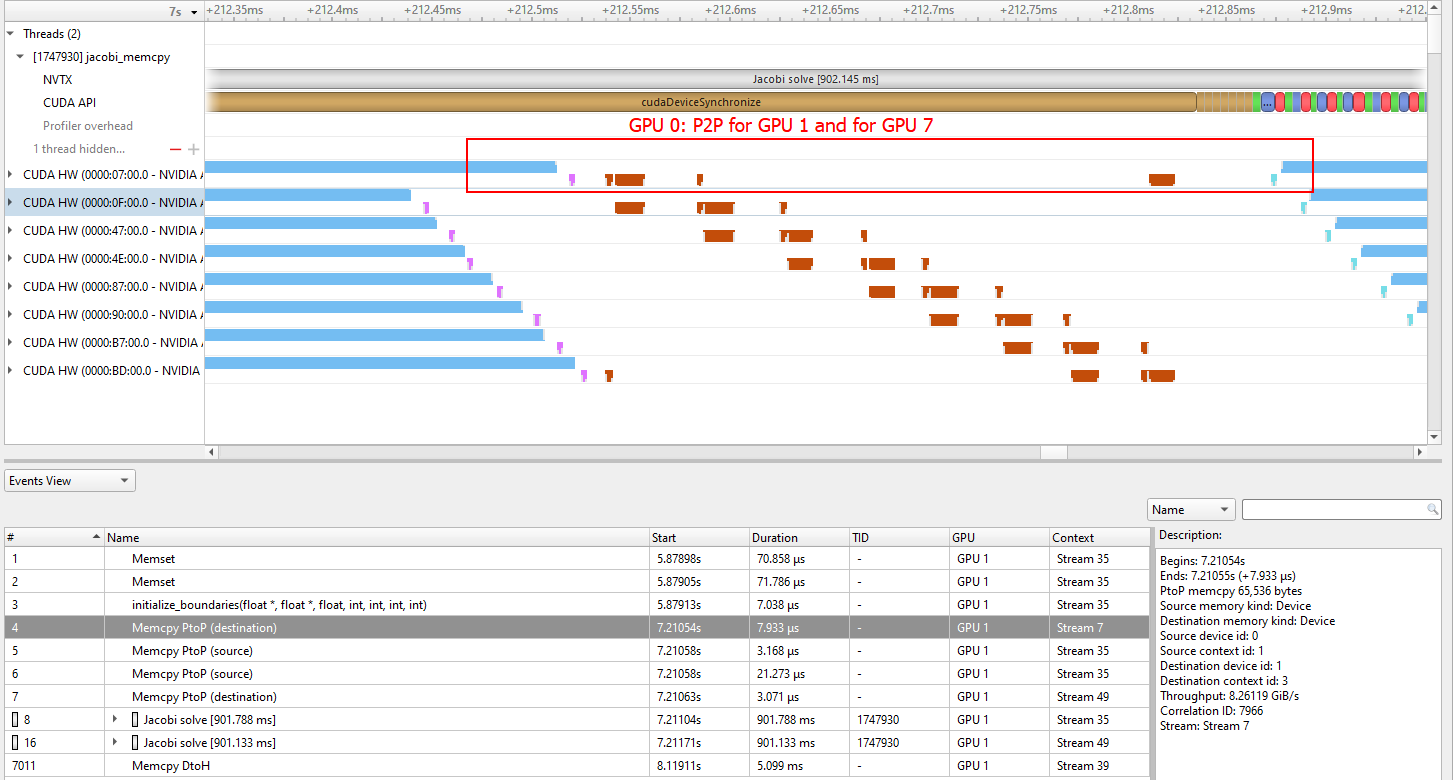 7s
+212.35ms +212.4ms +212.45ms +212.5ms +212.55ms +212.6ms +212.65ms +212.7ms +212.75ms +212.8ms +212.85ms +212.9ms +212.
Threads (2)
[1747930] jacobi_memcpy
NVTX
Jacobi solve [902.145 ms]
CUDA API
cudaDeviceSynchronize
...
Profiler overhead
GPU 0: P2P for GPU 1 and for GPU 7
1 thread hidden...
CUDA HW (0000:07:00.0 - NVIDIA A
CUDA HW (0000:0F:00.0 - NVIDIA A
CUDA HW (0000:47:00.0 - NVIDIA A
CUDA HW (0000:4E:00.0 - NVIDIA A
CUDA HW (0000:87:00.0 - NVIDIA A
CUDA HW (0000:90:00.0 - NVIDIA A
CUDA HW (0000:B7:00.0 - NVIDIA A
CUDA HW (0000:BD:00.0 - NVIDIA
Events View
Name
# Name Start Duration TID GPU Context
1 Memset 5.87898s 70.858 μs - GPU 1 Stream 35
2 Memset 5.87905s 71.786 μs - GPU 1 Stream 35
3 initialize_boundaries(float *, float *, float, int, int, int, int) 5.87913s 7.038 μs - GPU 1 Stream 35
4 Memcpy PtoP (destination) 7.21054s 7.933 μs - GPU 1 Stream 7
5 Memcpy PtoP (source) 7.21058s 3.168 μs - GPU 1 Stream 35
6 Memcpy PtoP (source) 7.21058s 21.273 μs - GPU 1 Stream 35
7 Memcpy PtoP (destination) 7.21063s 3.071 μs - GPU 1 Stream 49
8 Jacobi solve [901.788 ms] 7.21104s 901.788 ms 1747930 GPU 1 Stream 35
16 Jacobi solve [901.133 ms] 7.21171s 901.133 ms 1747930 GPU 1 Stream 49
7011 Memcpy DtoH 8.11911s 5.099 ms - GPU 1 Stream 39
Description:
Begins: 7.21054s
Ends: 7.21055s (+7.933 μs)
PtoP memcpy 65,536 bytes
Source memory kind: Device
Destination memory kind: Device
Source device id: 0
Source context id: 1
Destination device id: 1
Destination context id: 3
Throughput: 8.26119 GiB/s
Correlation ID: 7966
Stream: Stream 7